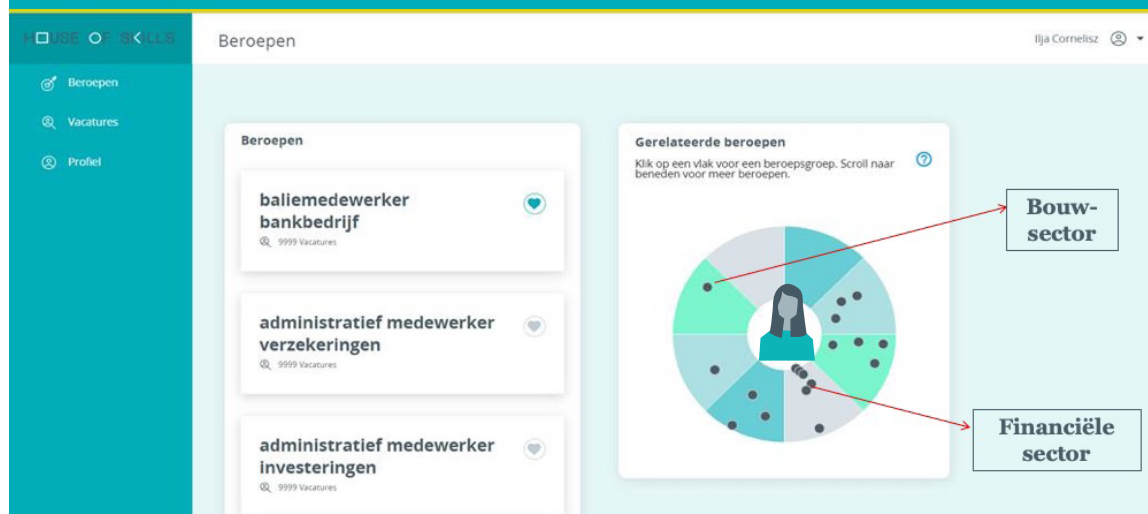 HOUSE OF SKILLS
Beroepen
Ilja Cornelisz
Beroepen
Vacatures
Profiel
Beroepen
baliemedewerker
bankbedrijf
9999 Vacatures
administratief medewerker
verzekeringen
9999 Vacatures
administratief medewerker
investeringen
9999 Vacatures
Gerelateerde beroepen
Klik op een vlak voor een beroepsgroep. Scroll naar
beneden voor meer beroepen.
?
Bouw-
sector
Financiële
sector